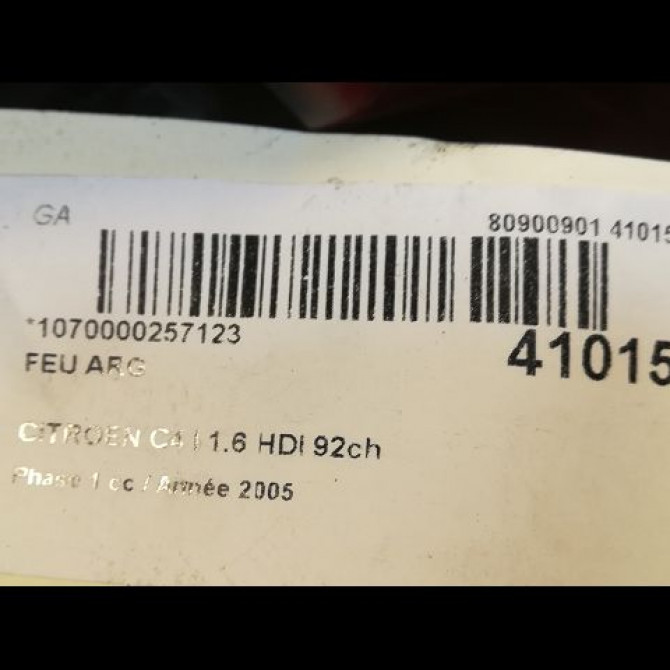 GA
80900901 41015
*1070000257123
41015
FEU ARG
CITROEN C4 I 1.6 HDI 92ch
Phase 1 cc / Année 2005